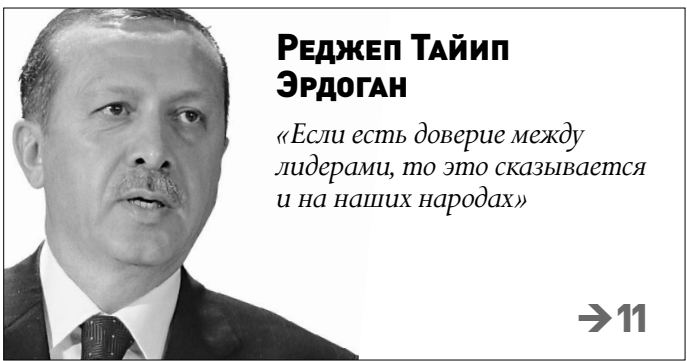 Реджеп Тайип
Эрдоган
«Если есть доверие между
лидерами, то это сказывается
и на наших народах»
→11